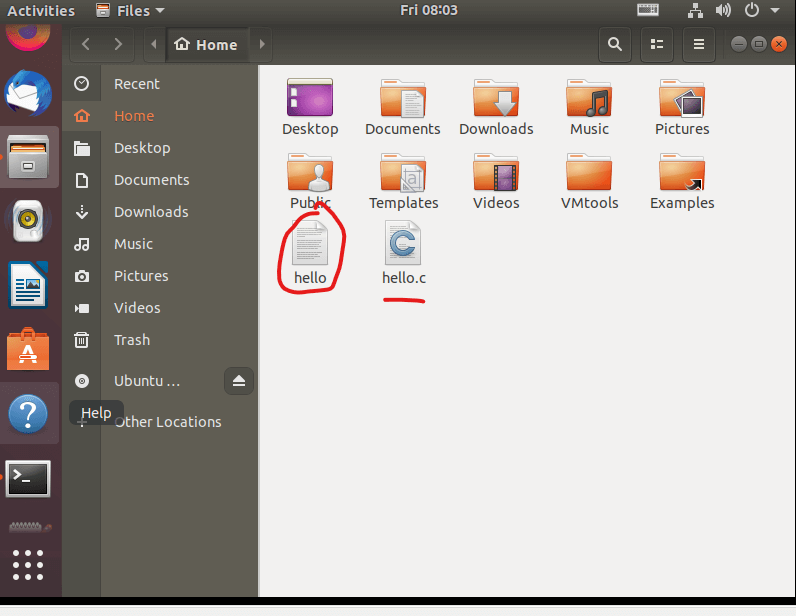 Activities Files Fri 08:03
Home
Recent
Home
Desktop
Documents
Downloads
Music
Pictures
Videos
Trash
Ubuntu ...
Help
Other Locations
Desktop Documents Downloads Music Pictures
Public Templates Videos VMtools Examples
hello hello.c